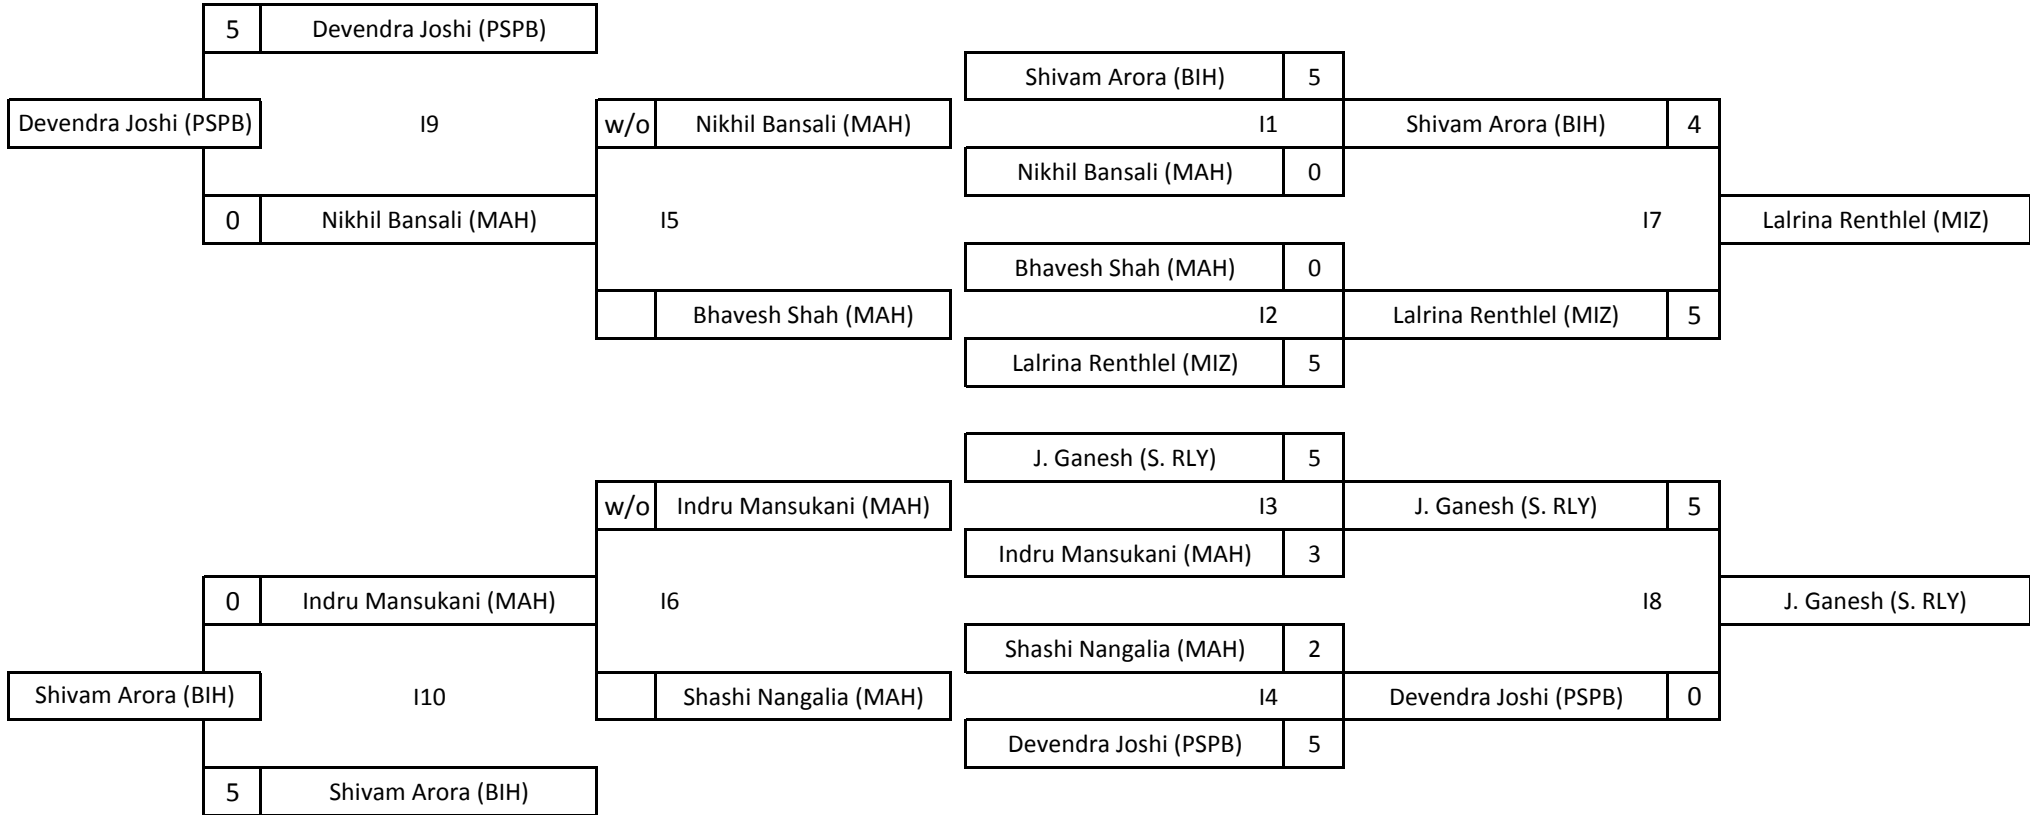 5 Devendra Joshi (PSPB)
Shivam Arora (BIH) 5
Devendra Joshi (PSPB) I9 w/o Nikhil Bansali (MAH) I1 Shivam Arora (BIH) 4
Nikhil Bansali (MAH) 0
0 Nikhil Bansali (MAH) I5 I7 Lalrina Renthlel (MIZ)
Bhavesh Shah (MAH) 0
Bhavesh Shah (MAH) I2 Lalrina Renthlel (MIZ) 5
Lalrina Renthlel (MIZ) 5
J. Ganesh (S. RLY) 5
w/o Indru Mansukani (MAH) I3 J. Ganesh (S. RLY) 5
Indru Mansukani (MAH) 3
0 Indru Mansukani (MAH) I6 I8 J. Ganesh (S. RLY)
Shashi Nangalia (MAH) 2
Shivam Arora (BIH) I10 Shashi Nangalia (MAH) I4 Devendra Joshi (PSPB) 0
Devendra Joshi (PSPB) 5
5 Shivam Arora (BIH)